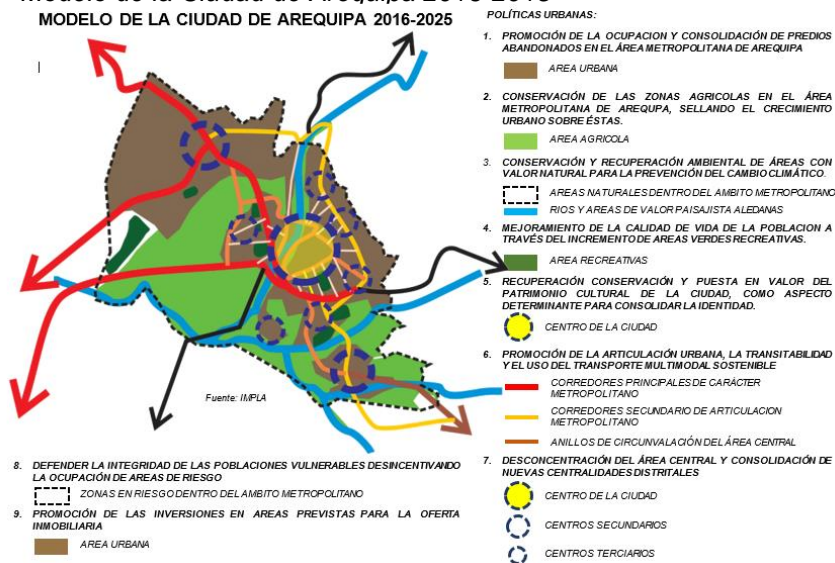 MODELO DE LA CIUDAD DE AREQUIPA 2016-2025
POLÍTICAS URBANAS:
1. PROMOCIÓN DE LA OCUPACION Y CONSOLIDACIÓN DE PREDIOS
ABANDONADOS EN EL ÁREA METROPOLITANA DE AREQUIPA
AREA URBANA
2. CONSERVACIÓN DE LAS ZONAS AGRICOLAS EN EL ÁREA
METROPOLITANA DE AREQUPA, SELLANDO EL CRECIMIENTO
URBANO SOBRE ÉSTAS.
AREA AGRICOLA
3. CONSERVACIÓN Y RECUPERACIÓN AMBIENTAL DE ÁREAS CON
VALOR NATURAL PARA LA PREVENCIÓN DEL CAMBIO CLIMÁTICO.
AREAS NATURALES DENTRO DEL AMBITO METROPOLITANO
RIOS Y AREAS DE VALOR PAISAJISTA ALEDANAS
4. MEJORAMIENTO DE LA CALIDAD DE VIDA DE LA POBLACION A
TRAVÉS DEL INCREMENTO DE AREAS VERDES RECREATIVAS.
AREA RECREATIVAS
5. RECUPERACIÓN CONSERVACIÓN Y PUESTA EN VALOR DEL
PATRIMONIO CULTURAL DE LA CIUDAD, COMO ASPECTO
DETERMINANTE PARA CONSOLIDAR LA IDENTIDAD.
CENTRO DE LA CIUDAD
6. PROMOCIÓN DE LA ARTICULACIÓN URBANA, LA TRANSITABILIDAD
Y EL USO DEL TRANSPORTE MULTIMODAL SOSTENIBLE
CORREDORES PRINCIPALES DE CARÁCTER
METROPOLITANO
CORREDORES SECUNDARIO DE ARTICULACION
METROPOLITANO
ANILLOS DE CIRCUNVALACIÓN DEL ÁREA CENTRAL
7. DESCONCENTRACIÓN DEL ÁREA CENTRAL Y CONSOLIDACIÓN DE
NUEVAS CENTRALIDADES DISTRITALES
CENTRO DE LA CIUDAD
CENTROS SECUNDARIOS
CENTROS TERCIARIOS
Fuente: IMPLA
8. DEFENDER LA INTEGRIDAD DE LAS POBLACIONES VULNERABLES DESINCENTIVANDO
LA OCUPACIÓN DE AREAS DE RIESGO
ZONAS EN RIESGO DENTRO DEL AMBITO METROPOLITANO
9. PROMOCIÓN DE LAS INVERSIONES EN AREAS PREVISTAS PARA LA OFERTA
INMOBILIARIA
AREA URBANA